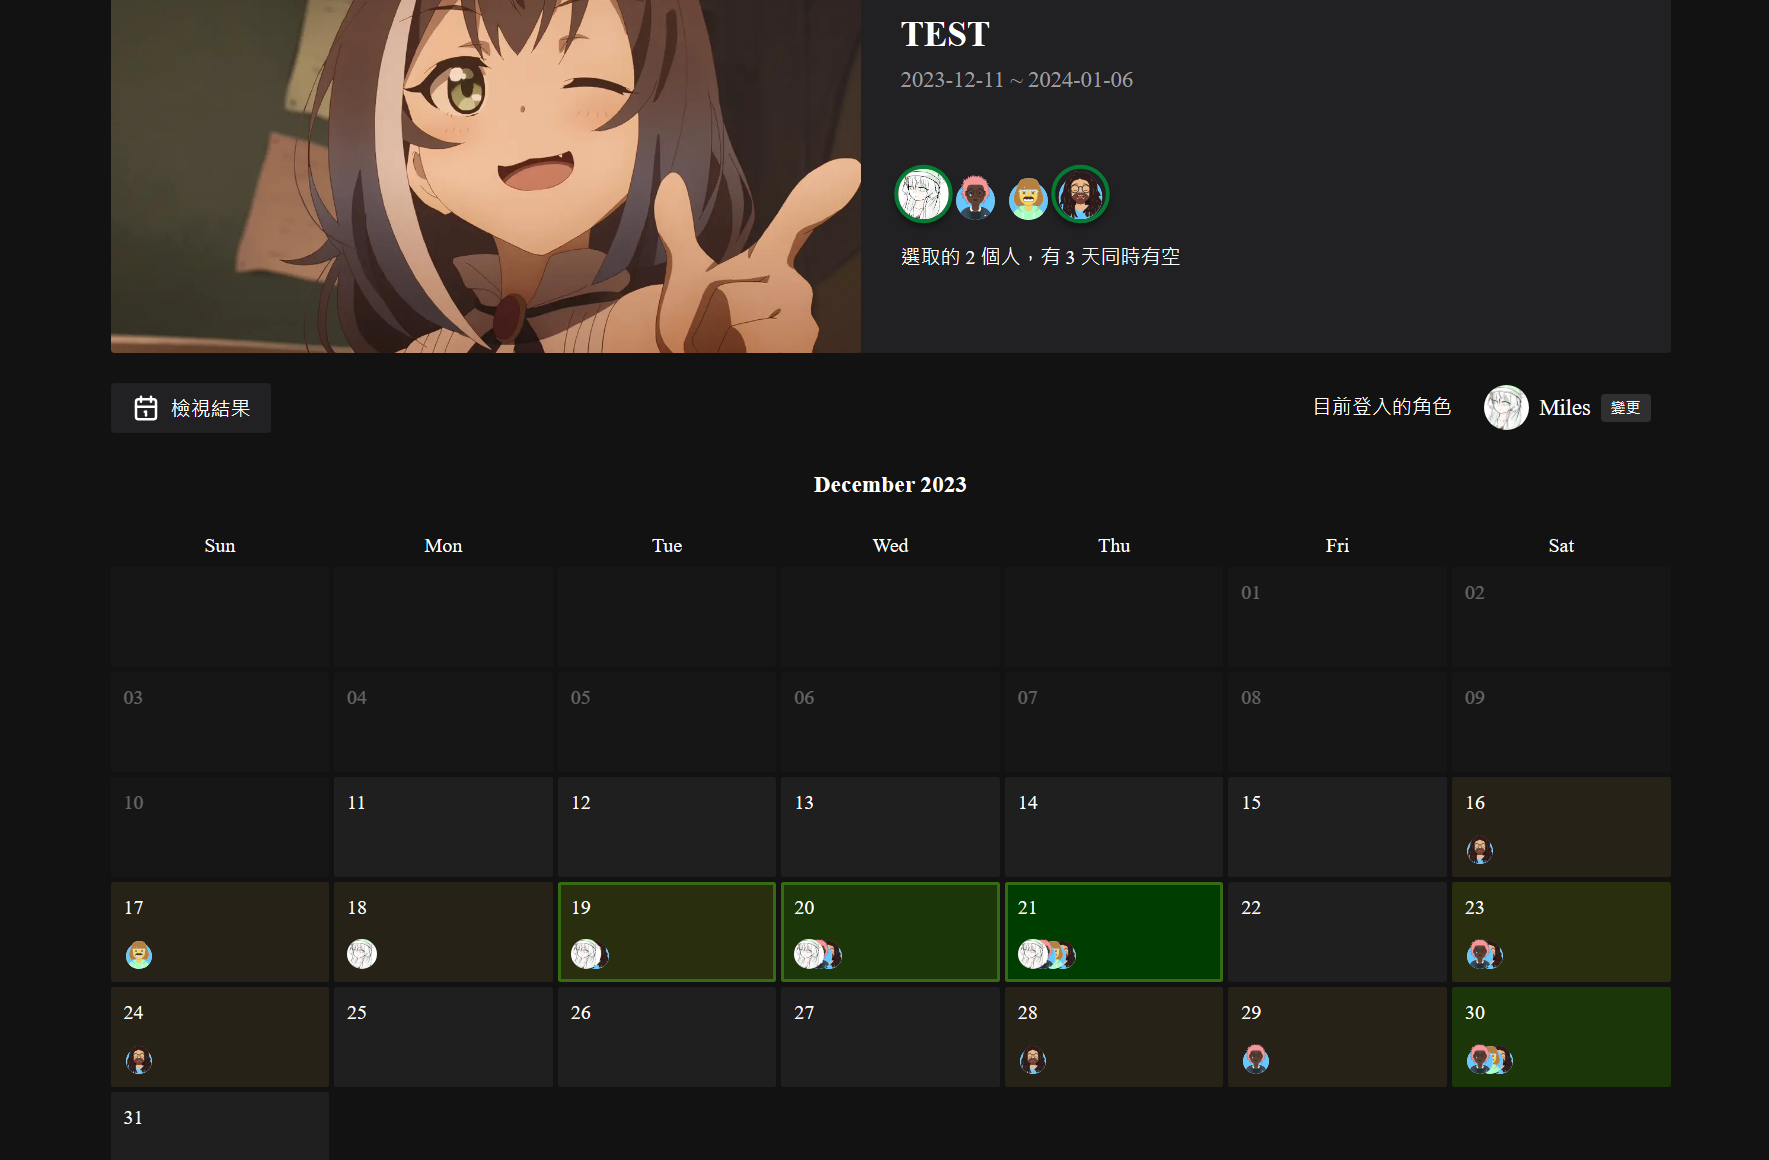 TEST
2023-12-11 ~ 2024-01-06
選取的 2 個人，有 3 天同時有空
檢視結果
目前登入的角色 Miles 變更
December 2023
Sun Mon Tue Wed Thu Fri Sat
01 02
03 04 05 06 07 08 09
10 11 12 13 14 15 16
17 18 19 20 21 22 23
24 25 26 27 28 29 30
31